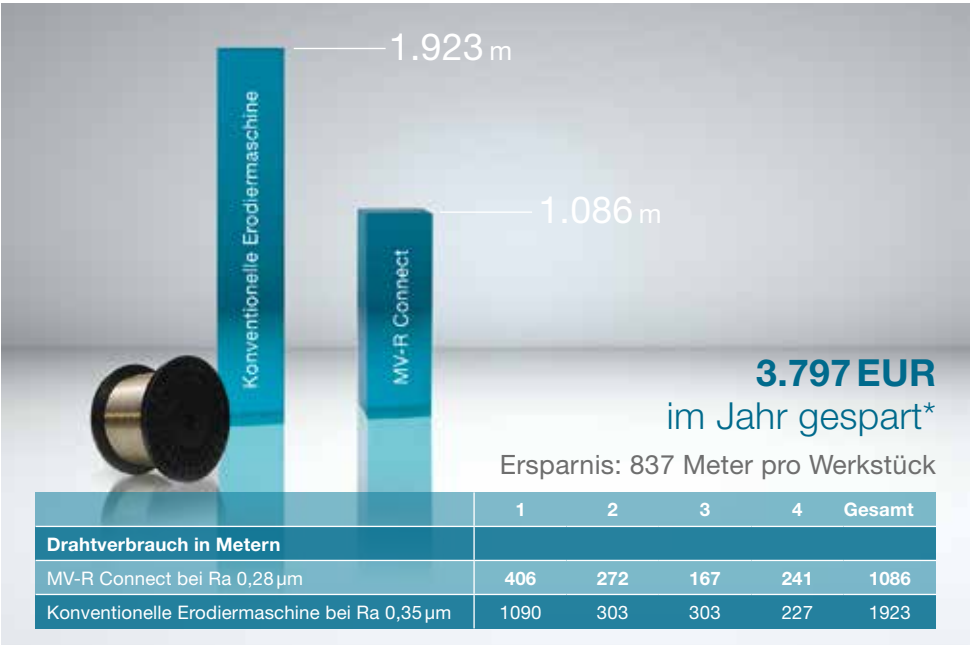 1.923 m
Konventionelle Erodiermaschine
1.086 m
MV-R Connect
3.797 EUR
im Jahr gespart*
Ersparnis: 837 Meter pro Werkstück
1 2 3 4 Gesamt
Drahtverbrauch in Metern
MV-R Connect bei Ra 0,28 µm 406 272 167 241 1086
Konventionelle Erodiermaschine bei Ra 0,35 µm 1090 303 303 227 1923